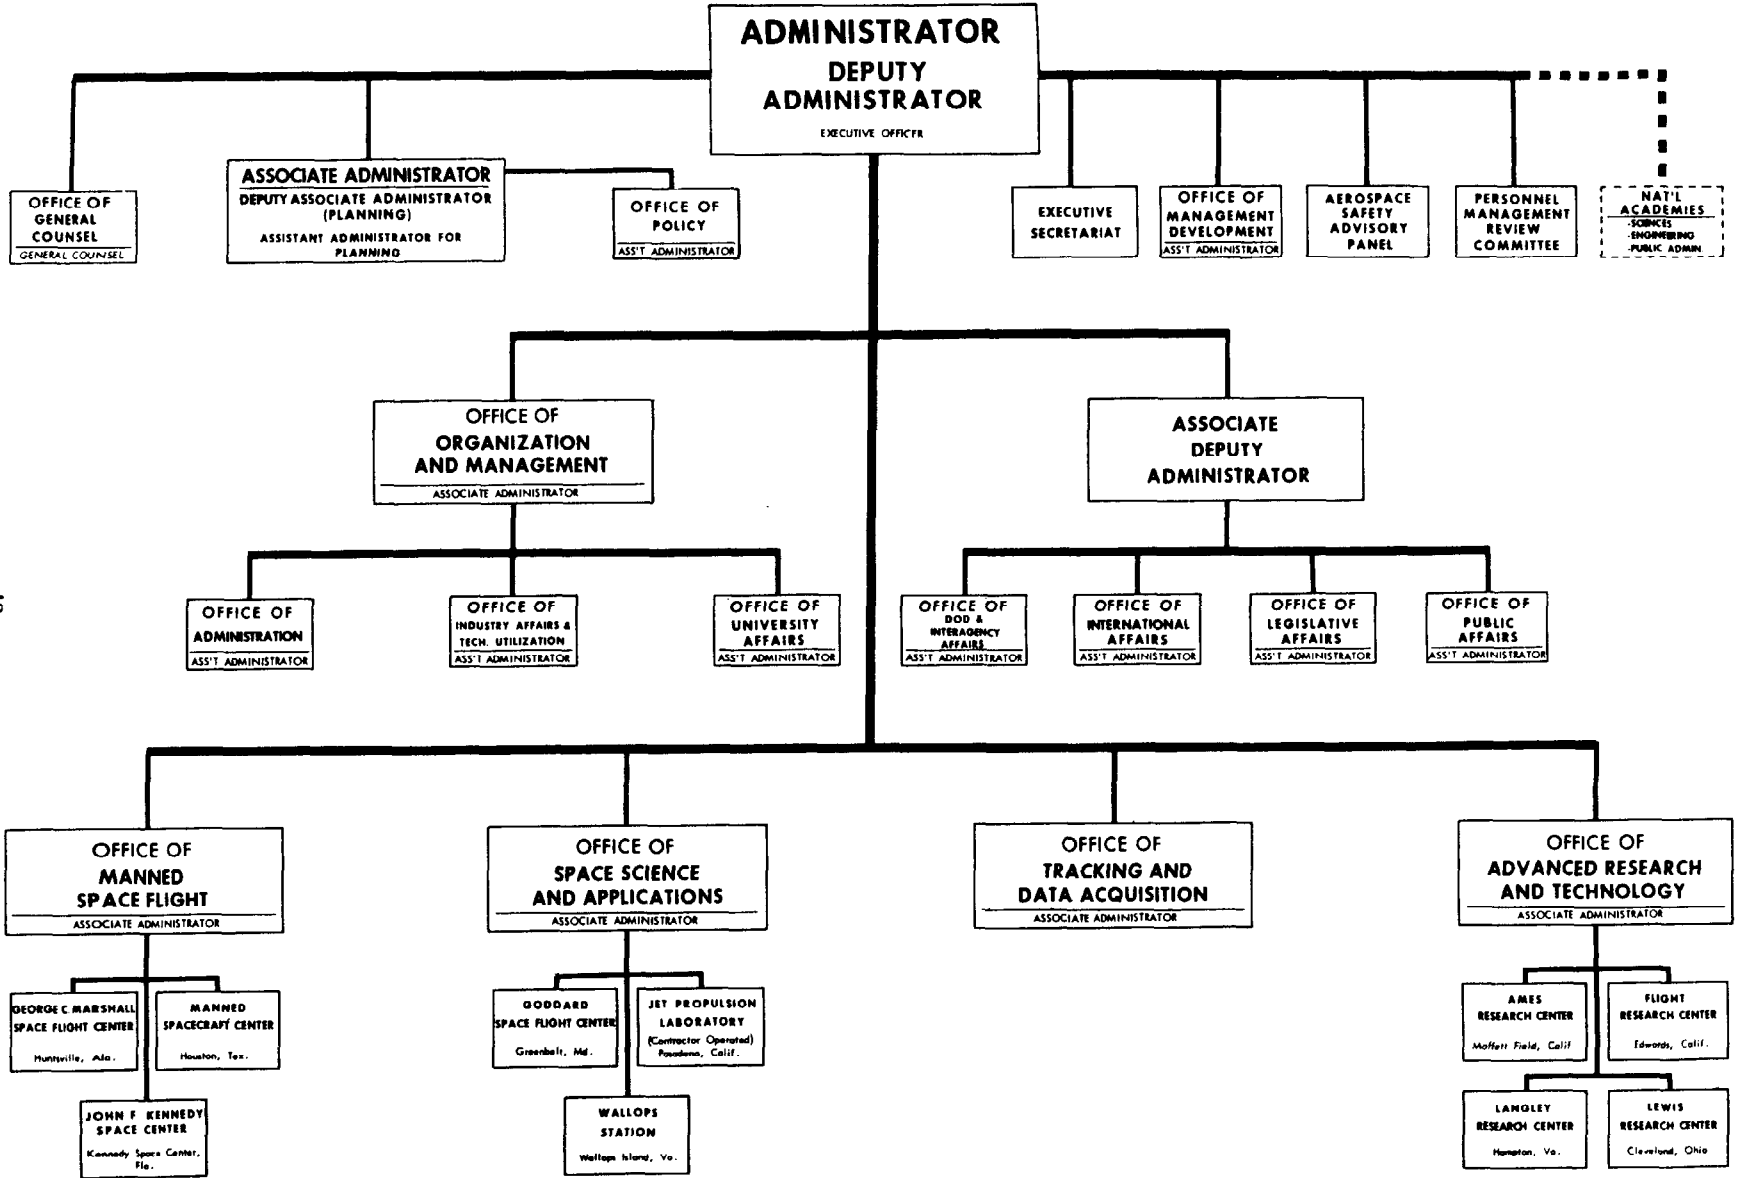 ADMINISTRATOR
DEPUTY
ADMINISTRATOR
EXECUTIVE OFFICER
OFFICE OF
GENERAL
COUNSEL
GENERAL COUNSEL
ASSOCIATE ADMINISTRATOR
DEPUTY ASSOCIATE ADMINISTRATOR
(PLANNING)
ASSISTANT ADMINISTRATOR FOR
PLANNING
OFFICE OF
POLICY
ASS'T ADMINISTRATOR
EXECUTIVE
SECRETARIAT
OFFICE OF
MANAGEMENT
DEVELOPMENT
ASS'T ADMINISTRATOR
AEROSPACE
SAFETY
ADVISORY
PANEL
PERSONNEL
MANAGEMENT
REVIEW
COMMITTEE
NAT'L
ACADEMIES
-SCIENCES
-ENGINEERING
-PUBLIC ADMIN.
OFFICE OF
ORGANIZATION
AND MANAGEMENT
ASSOCIATE ADMINISTRATOR
ASSOCIATE
DEPUTY
ADMINISTRATOR
OFFICE OF
ADMINISTRATION
ASS'T ADMINISTRATOR
OFFICE OF
INDUSTRY AFFAIRS &
TECH. UTILIZATION
ASS'T ADMINISTRATOR
OFFICE OF
UNIVERSITY
AFFAIRS
ASS'T ADMINISTRATOR
OFFICE OF
DOD &
INTERAGENCY
AFFAIRS
ASS'T ADMINISTRATOR
OFFICE OF
INTERNATIONAL
AFFAIRS
ASS'T ADMINISTRATOR
OFFICE OF
LEGISLATIVE
AFFAIRS
ASS'T ADMINISTRATOR
OFFICE OF
PUBLIC
AFFAIRS
ASS'T ADMINISTRATOR
OFFICE OF
MANNED
SPACE FLIGHT
ASSOCIATE ADMINISTRATOR
OFFICE OF
SPACE SCIENCE
AND APPLICATIONS
ASSOCIATE ADMINISTRATOR
OFFICE OF
TRACKING AND
DATA ACQUISITION
ASSOCIATE ADMINISTRATOR
OFFICE OF
ADVANCED RESEARCH
AND TECHNOLOGY
ASSOCIATE ADMINISTRATOR
GEORGE C. MARSHALL
SPACE FLIGHT CENTER
Huntsville, Ala.
MANNED
SPACECRAFT CENTER
Houston, Tex.
JOHN F KENNEDY
SPACE CENTER
Kennedy Space Center,
Fla.
GODDARD
SPACE FLIGHT CENTER
Greenbelt, Md.
JET PROPULSION
LABORATORY
(Contractor Operated)
Pasadena, Calif.
WALLOPS
STATION
Wallops Island, Va.
AMES
RESEARCH CENTER
Moffett Field, Calif
FLIGHT
RESEARCH CENTER
Edwards, Calif.
LANGLEY
RESEARCH CENTER
Hampton, Va.
LEWIS
RESEARCH CENTER
Cleveland, Ohio